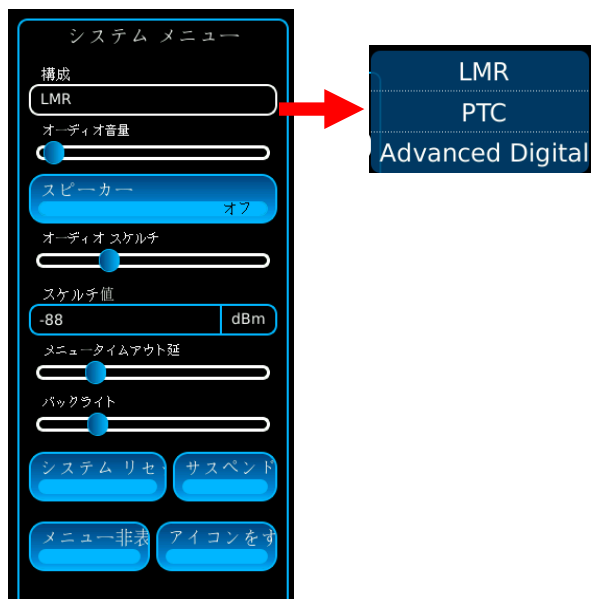 システム メニュー
構成
LMR
オーディオ音量
スピーカー
オフ
オーディオ スケルチ
スケルチ値
-88 dBm
メニュータイムアウト延
バックライト
システム リセ
サスペンド
メニュー非表
アイコンをす
LMR
PTC
Advanced Digital